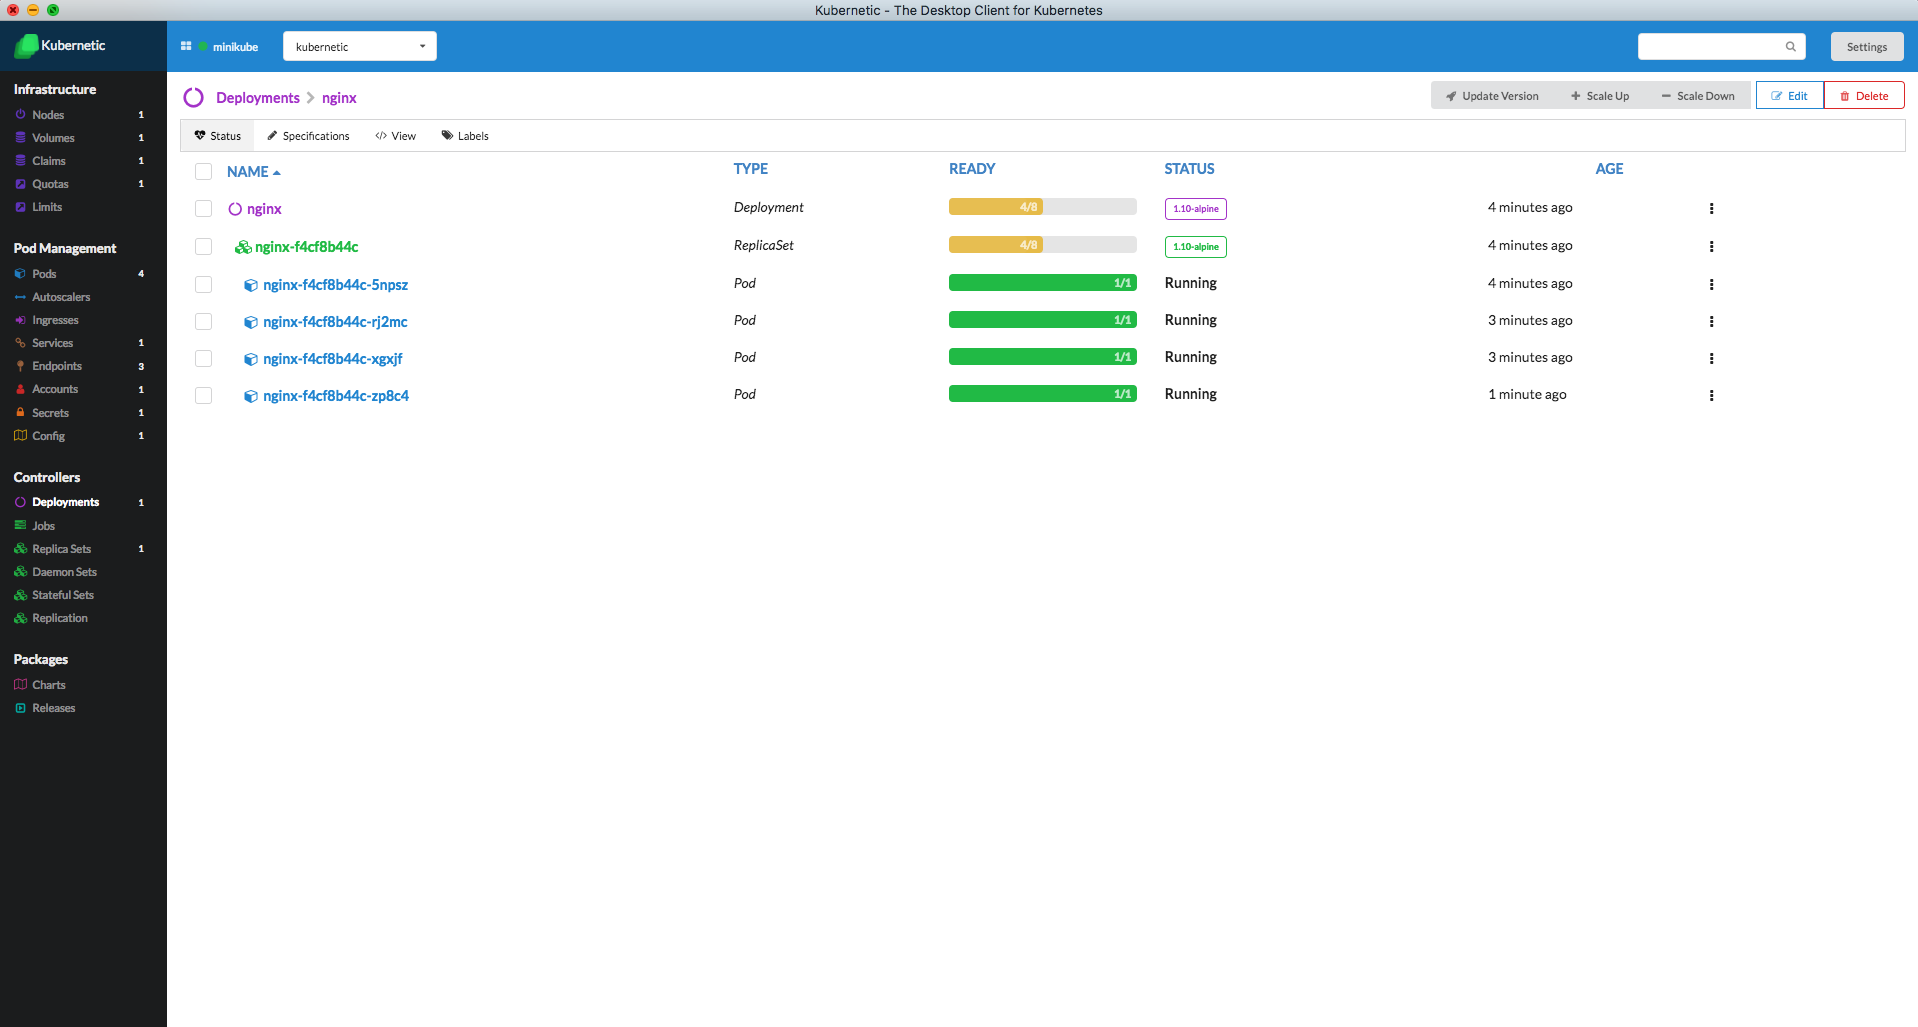 Kubernetic - The Desktop Client for Kubernetes
Kubernetic
minikube
kubernetic
Settings
Infrastructure
Nodes 1
Volumes 1
Claims 1
Quotas 1
Limits
Pod Management
Pods 4
Autoscalers
Ingresses
Services 1
Endpoints 3
Accounts 1
Secrets 1
Config 1
Controllers
Deployments 1
Jobs
Replica Sets 1
Daemon Sets
Stateful Sets
Replication
Packages
Charts
Releases
Deployments nginx
Update Version Scale Up Scale Down Edit Delete
Status Specifications View Labels
NAME TYPE READY STATUS AGE
nginx Deployment 4/8 1.10-alpine 4 minutes ago
nginx-f4cf8b44c ReplicaSet 4/8 1.10-alpine 4 minutes ago
nginx-f4cf8b44c-5npsz Pod 1/1 Running 4 minutes ago
nginx-f4cf8b44c-rj2mc Pod 1/1 Running 3 minutes ago
nginx-f4cf8b44c-xgxjf Pod 1/1 Running 3 minutes ago
nginx-f4cf8b44c-zp8c4 Pod 1/1 Running 1 minute ago